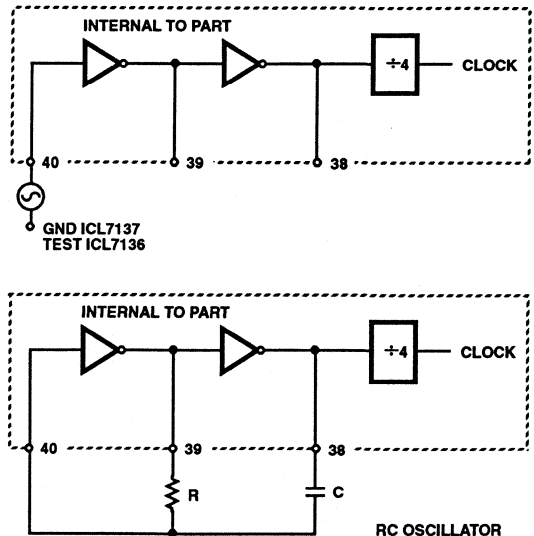 INTERNAL TO PART
÷4
CLOCK
40
39
38
GND ICL7137
TEST ICL7136
INTERNAL TO PART
÷4
CLOCK
40
39
38
R
C
RC OSCILLATOR